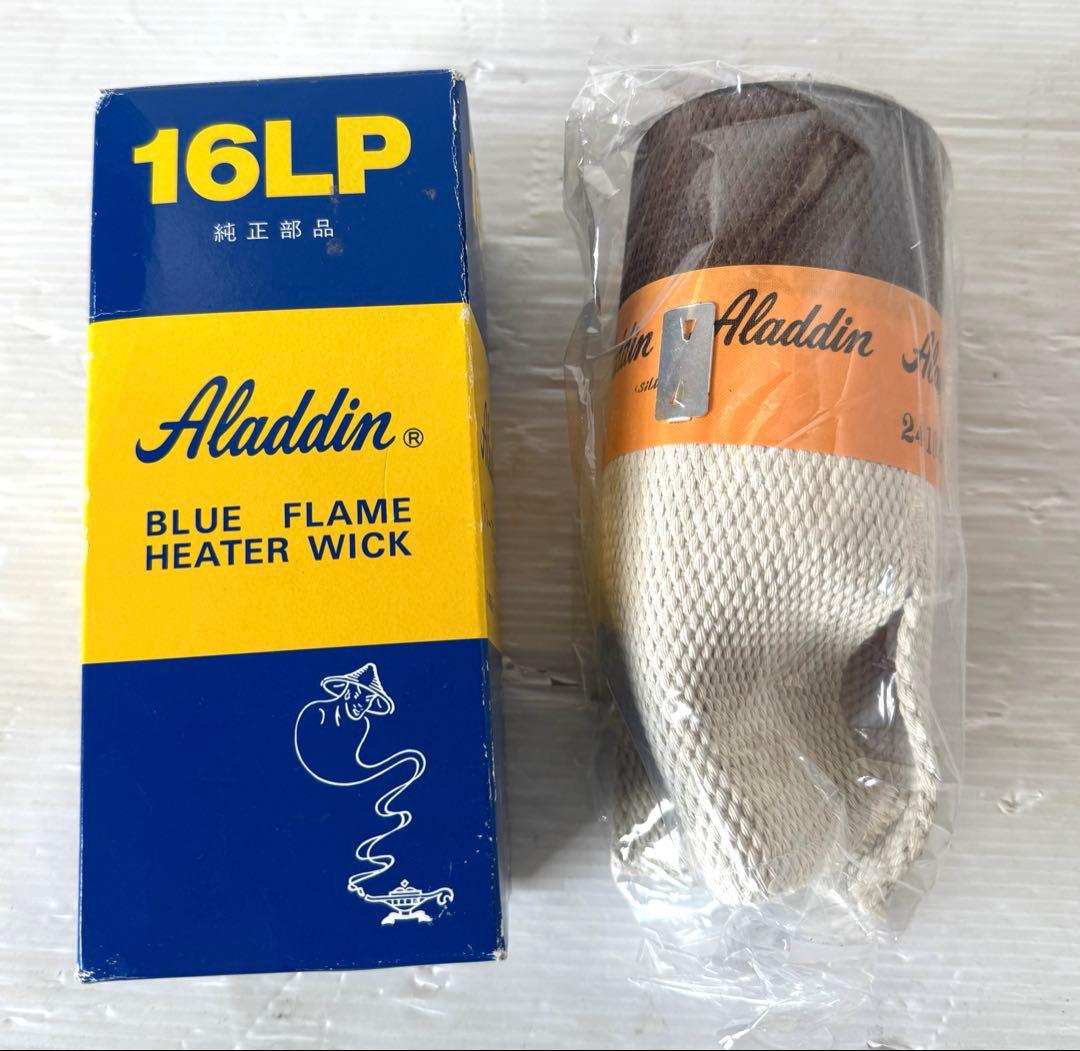 16LP
純正部品
Aladdin®
BLUE FLAME
HEATER WICK
Aladdin